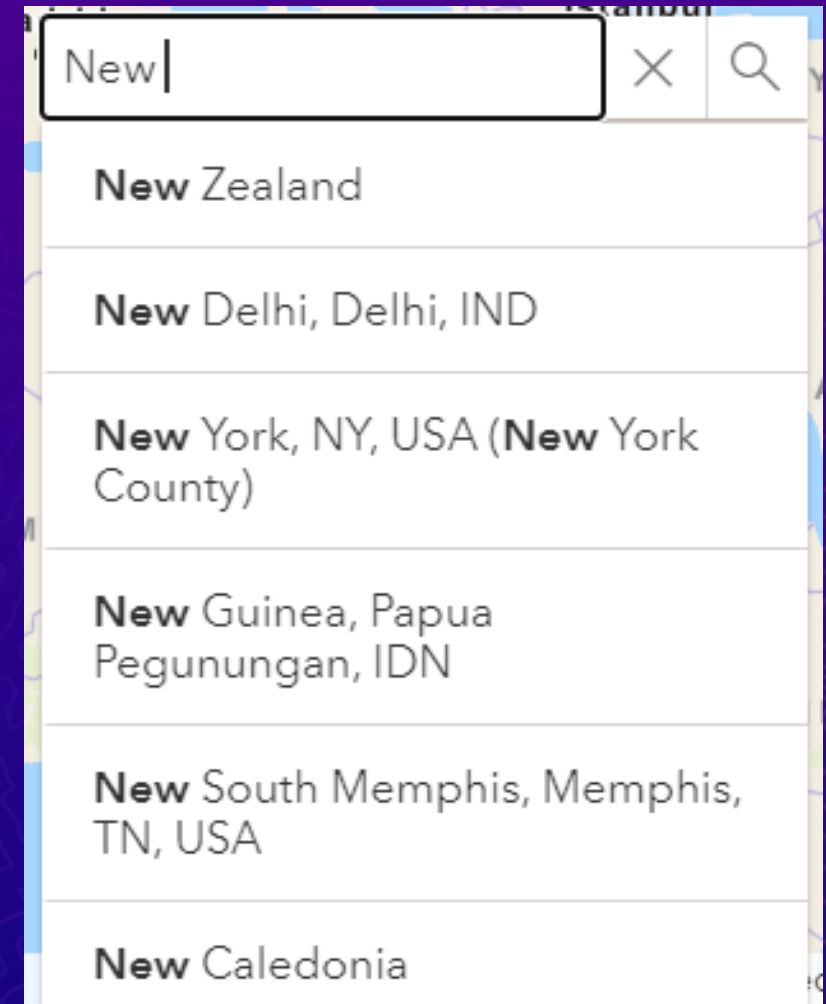 Istanbul
New
New Zealand
New Delhi, Delhi, IND
New York, NY, USA (New York
County)
New Guinea, Papua
Pegunungan, IDN
New South Memphis, Memphis,
TN, USA
New Caledonia